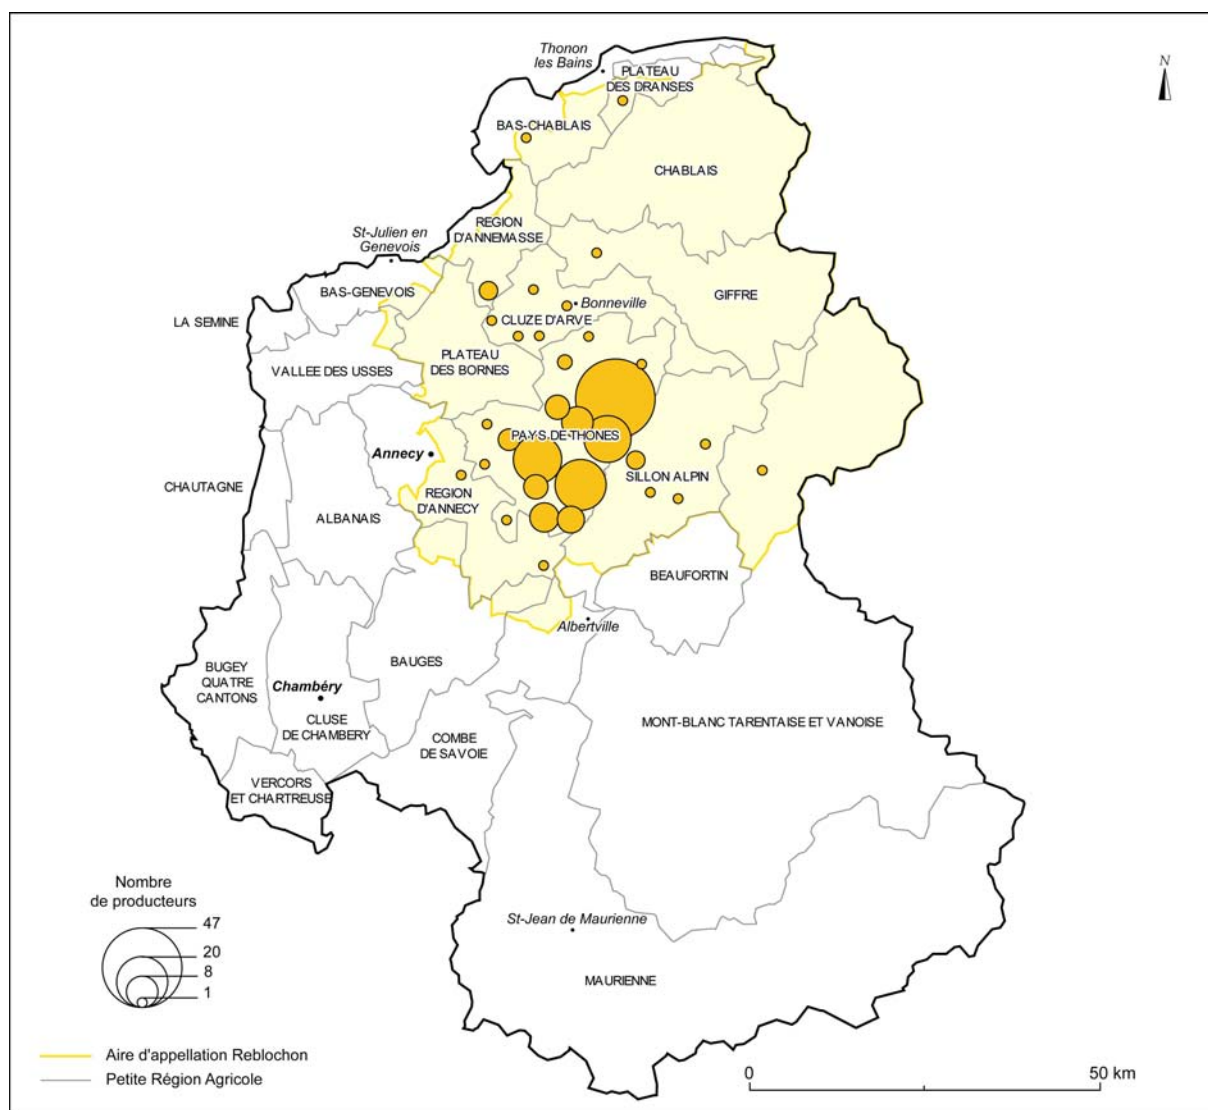 Thonon
les Bains
N
PLATEAU
DES DRANSES
BAS-CHABLAIS
CHABLAIS
REGION
D'ANNEMASSE
St-Julien en
Genevois
BAS-GENEVOIS
GIFFRE
Bonneville
LA SEMINE
CLUZE D'ARVE
VALLEE DES USSES
PLATEAU
DES BORNES
PAYS DE THONES
Annecy
SILLON ALPIN
CHAUTAGNE
REGION
D'ANNECY
ALBANAIS
BEAUFORTIN
Albertville
BAUGES
BUGEY
QUATRE
CANTONS
Chambéry
CLUSE
DE CHAMBERY
MONT-BLANC TARENTAISE ET VANOISE
COMBE
DE SAVOIE
VERCORS
ET CHARTREUSE
Nombre
de producteurs
47
20
8
1
St-Jean de Maurienne
MAURIENNE
Aire d'appellation Reblochon
Petite Région Agricole
0 50 km